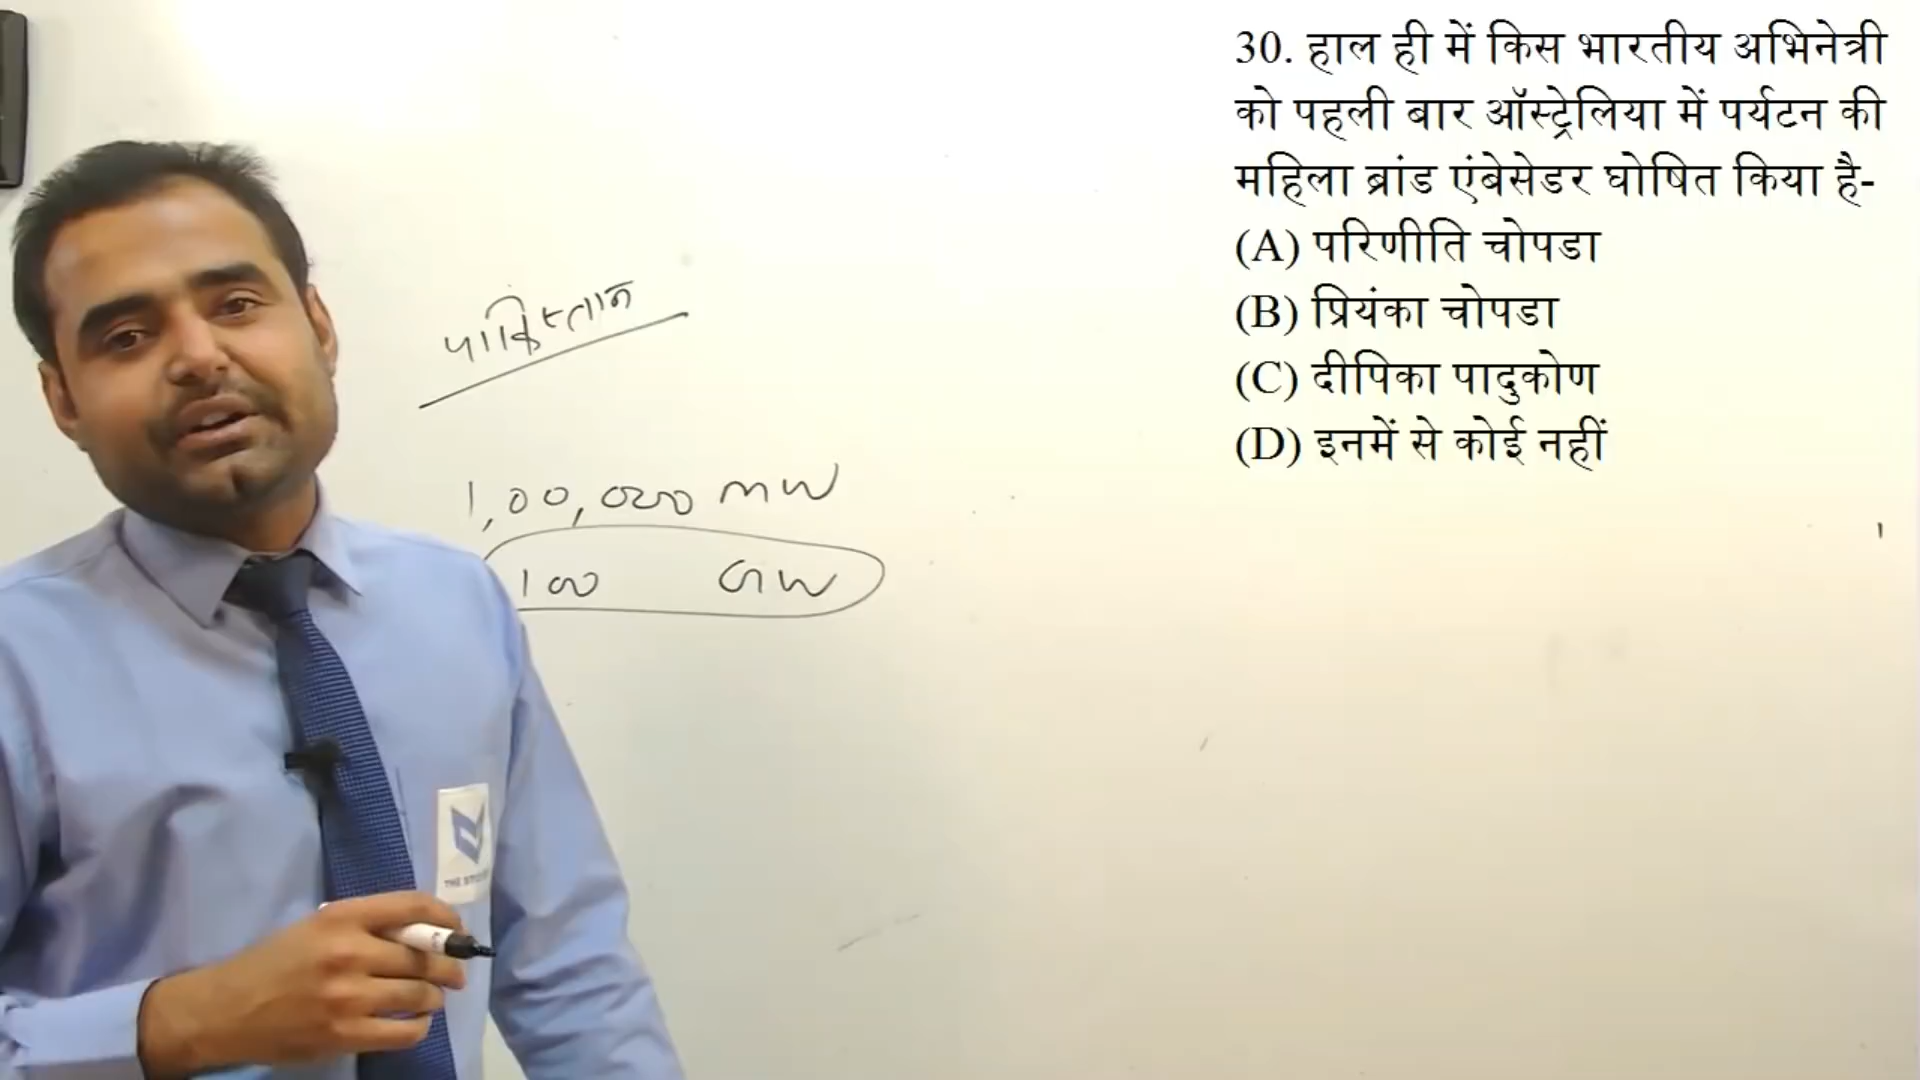 30. हाल ही में किस भारतीय अभिनेत्री
को पहली बार ऑस्ट्रेलिया में पर्यटन की
महिला ब्रांड एंबेसेडर घोषित किया है-
(A) परिणीति चोपडा
(B) प्रियंका चोपडा
(C) दीपिका पादुकोण
(D) इनमें से कोई नहीं
पाकिस्तान
1,00,000 MW
100 GW
THE